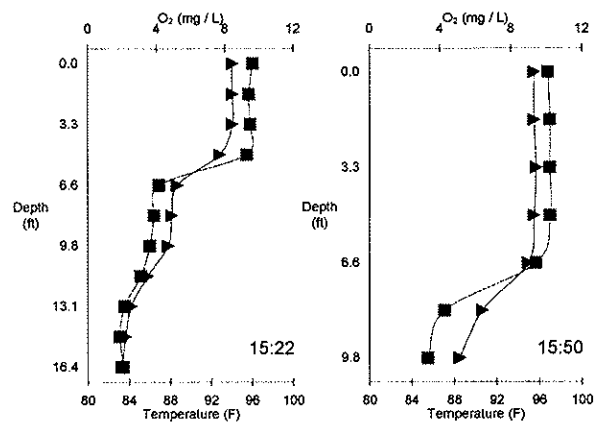 O₂ (mg / L)
0 4 8 12
0.0
3.3
6.6
Depth
(ft)
9.8
13.1
16.4
15:22
80 84 88 92 96 100
Temperature (F)
O₂ (mg / L)
0 4 8 12
0.0
3.3
Depth
(ft)
6.6
9.8
15:50
80 84 88 92 96 100
Temperature (F)